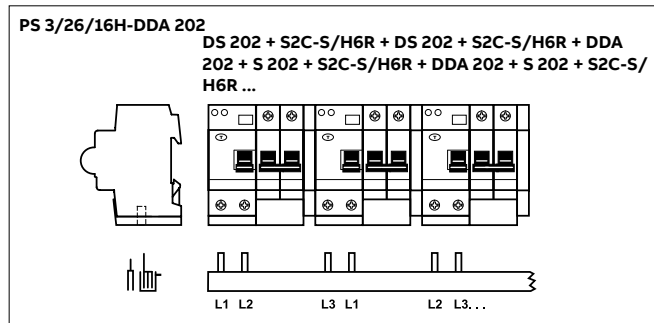 PS 3/26/16H-DDA 202
DS 202 + S2C-S/H6R + DS 202 + S2C-S/H6R + DDA
202 + S 202 + S2C-S/H6R + DDA 202 + S 202 + S2C-S/
H6R ...
L1 L2 L3 L1 L2 L3...